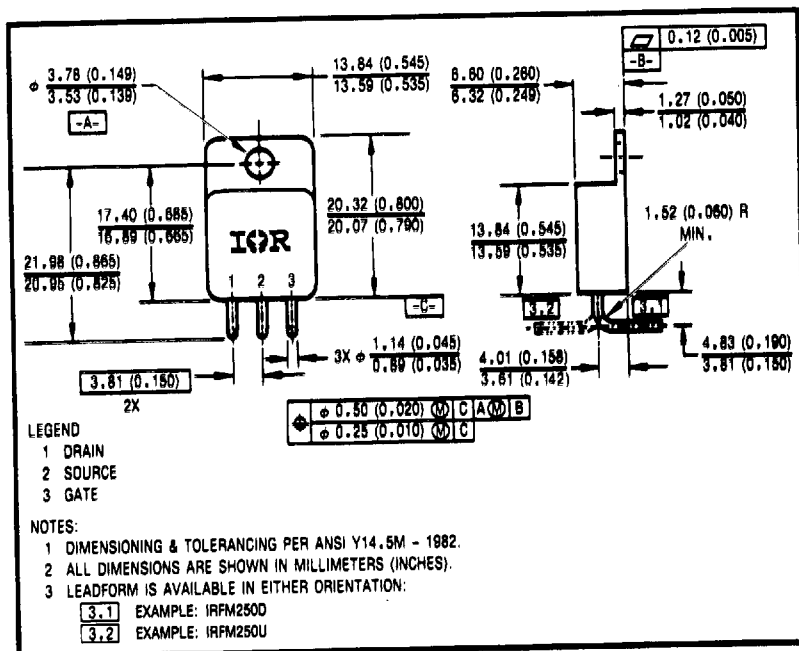 0.12 (0.005)
-B-
φ 3.78 (0.149)
3.53 (0.139)
-A-
13.84 (0.545)
13.59 (0.535)
6.60 (0.260)
6.32 (0.249)
1.27 (0.050)
1.02 (0.040)
17.40 (0.685)
16.89 (0.665)
21.98 (0.865)
20.95 (0.825)
IOR
1 2 3
20.32 (0.800)
20.07 (0.790)
-C-
13.84 (0.545)
13.59 (0.535)
1.52 (0.060) R
MIN.
3.2
3.81 (0.150)
2X
3X φ 1.14 (0.045)
0.89 (0.035)
4.01 (0.158)
3.61 (0.142)
4.83 (0.190)
3.81 (0.150)
⌖ φ 0.50 (0.020) Ⓜ C A Ⓜ B
φ 0.25 (0.010) Ⓜ C
LEGEND
1 DRAIN
2 SOURCE
3 GATE
NOTES:
1 DIMENSIONING & TOLERANCING PER ANSI Y14.5M - 1982.
2 ALL DIMENSIONS ARE SHOWN IN MILLIMETERS (INCHES).
3 LEADFORM IS AVAILABLE IN EITHER ORIENTATION:
3.1 EXAMPLE: IRFM250D
3.2 EXAMPLE: IRFM250U